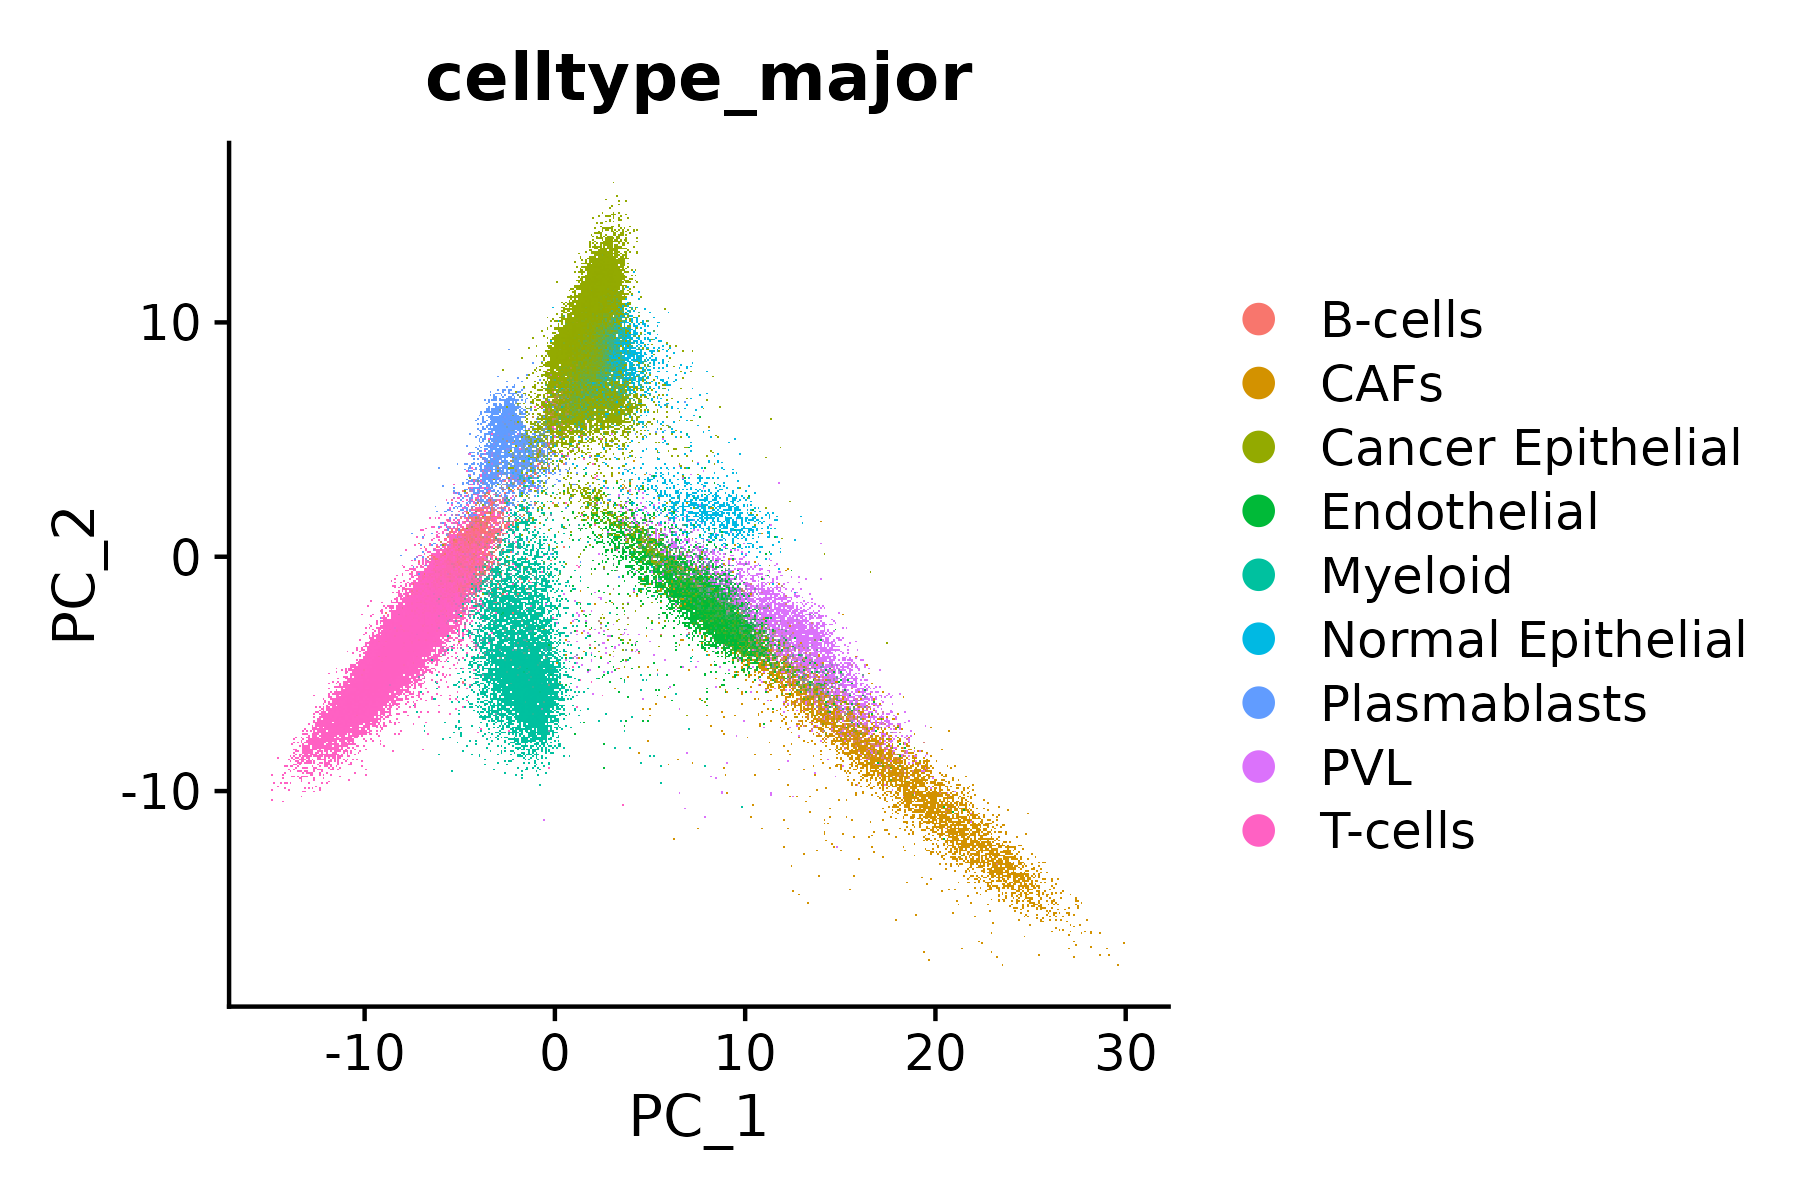 celltype_major
PC_2
10
0
-10
-10
0
10
20
30
PC_1
B-cells
CAFs
Cancer Epithelial
Endothelial
Myeloid
Normal Epithelial
Plasmablasts
PVL
T-cells